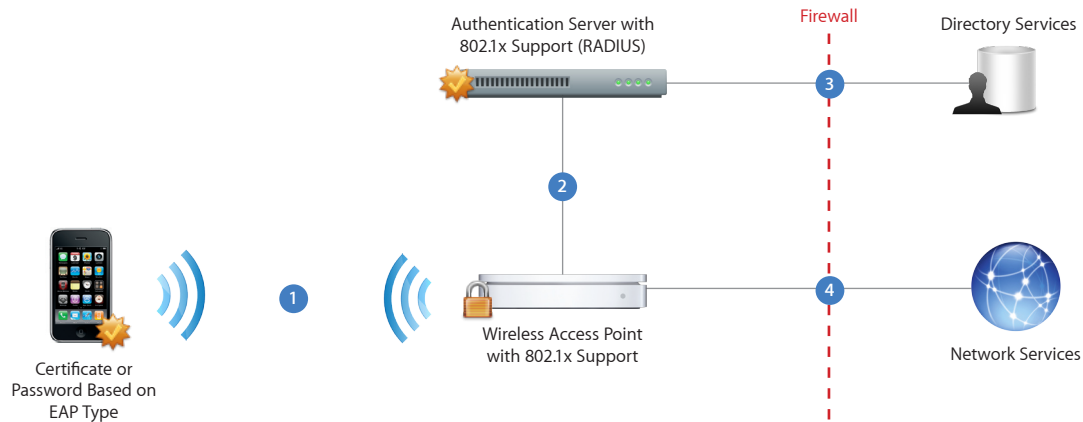 Authentication Server with
802.1x Support (RADIUS)
Firewall
Directory Services
3
2
1
4
Wireless Access Point
with 802.1x Support
Network Services
Certificate or
Password Based on
EAP Type